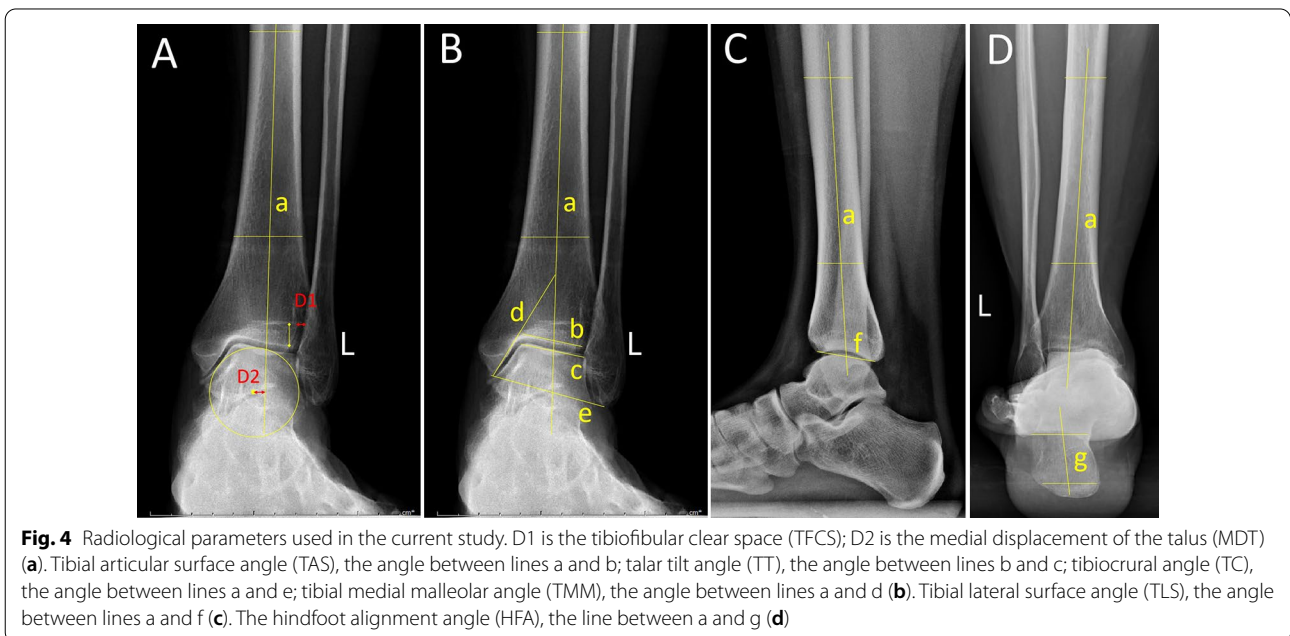 A
B
C
D
a
a
a
a
D1
D2
L
d
b
c
e
L
f
L
g
cm
cm
Fig. 4 Radiological parameters used in the current study. D1 is the tibiofibular clear space (TFCS); D2 is the medial displacement of the talus (MDT)
(a). Tibial articular surface angle (TAS), the angle between lines a and b; talar tilt angle (TT), the angle between lines b and c; tibiocrural angle (TC),
the angle between lines a and e; tibial medial malleolar angle (TMM), the angle between lines a and d (b). Tibial lateral surface angle (TLS), the angle
between lines a and f (c). The hindfoot alignment angle (HFA), the line between a and g (d)